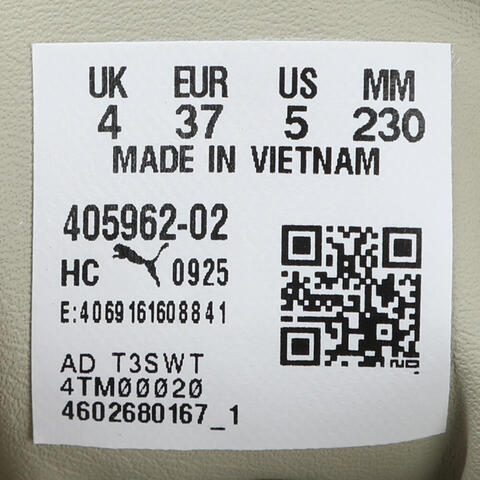 UK EUR US MM
4 37 5 230
MADE IN VIETNAM
405962-02
HC 0925
E:4069161608841
AD T3SWT
4TM00020
4602680167_1
ND